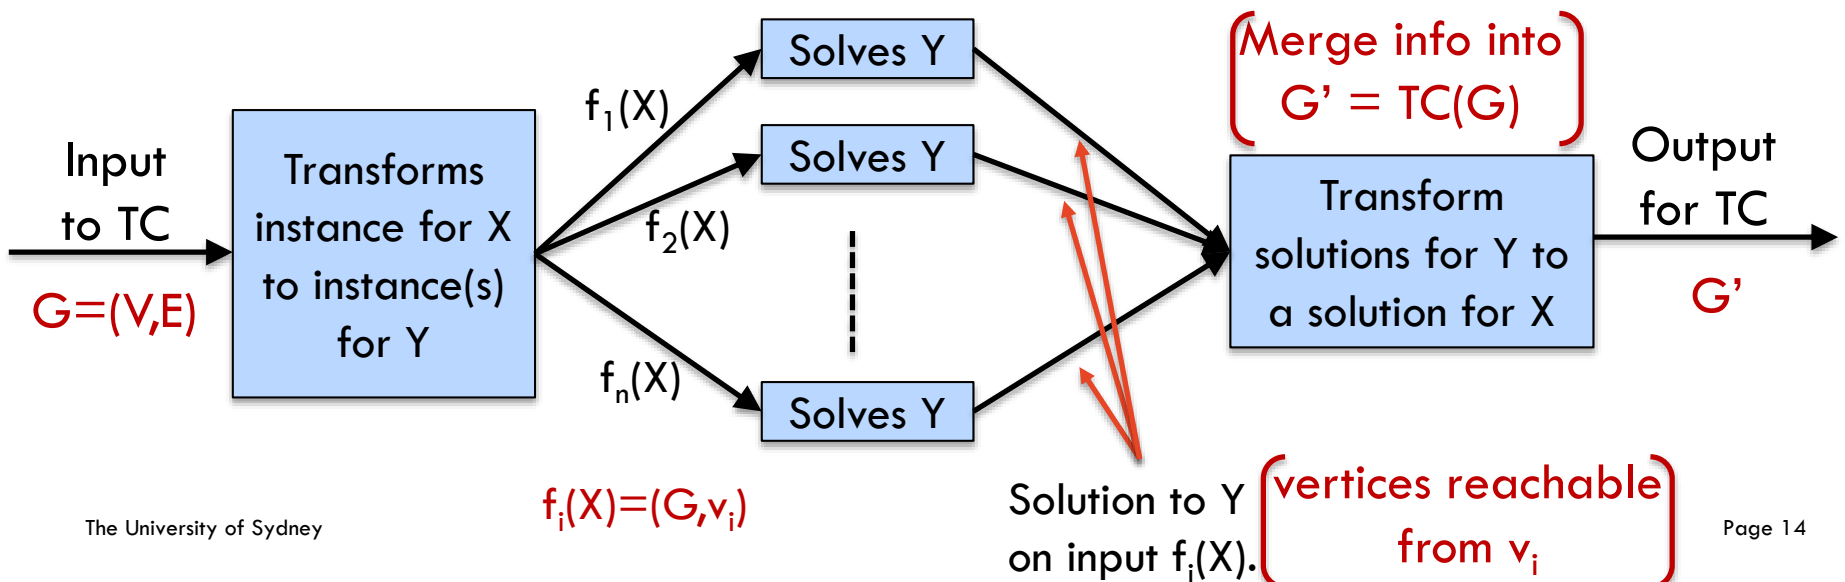 Input
to TC
G=(V,E)
Transforms
instance for X
to instance(s)
for Y
f₁(X)
f₂(X)
fₙ(X)
Solves Y
Solves Y
Solves Y
fᵢ(X)=(G,vᵢ)
Merge info into
G’ = TC(G)
Transform
solutions for Y to
a solution for X
Output
for TC
G’
Solution to Y
on input fᵢ(X).
vertices reachable
from vᵢ
The University of Sydney
Page 14